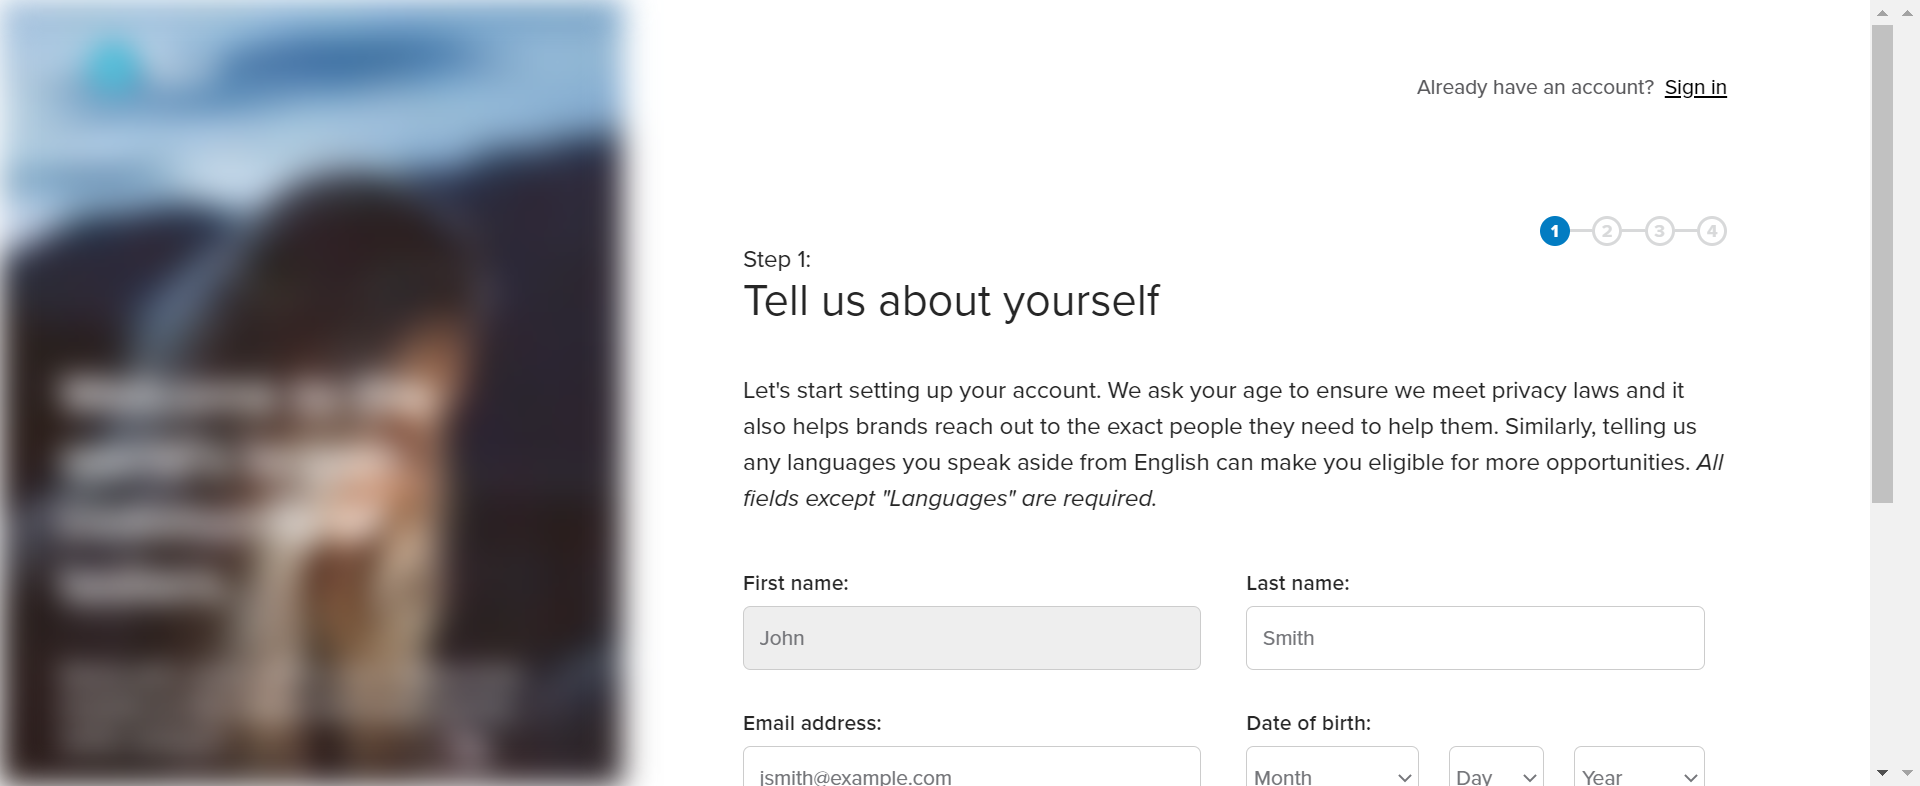 Already have an account? Sign in
1 2 3 4
Step 1:
Tell us about yourself
Let's start setting up your account. We ask your age to ensure we meet privacy laws and it
also helps brands reach out to the exact people they need to help them. Similarly, telling us
any languages you speak aside from English can make you eligible for more opportunities. All
fields except "Languages" are required.
First name: Last name:
John Smith
Email address: Date of birth:
jsmith@example.com Month Day Year